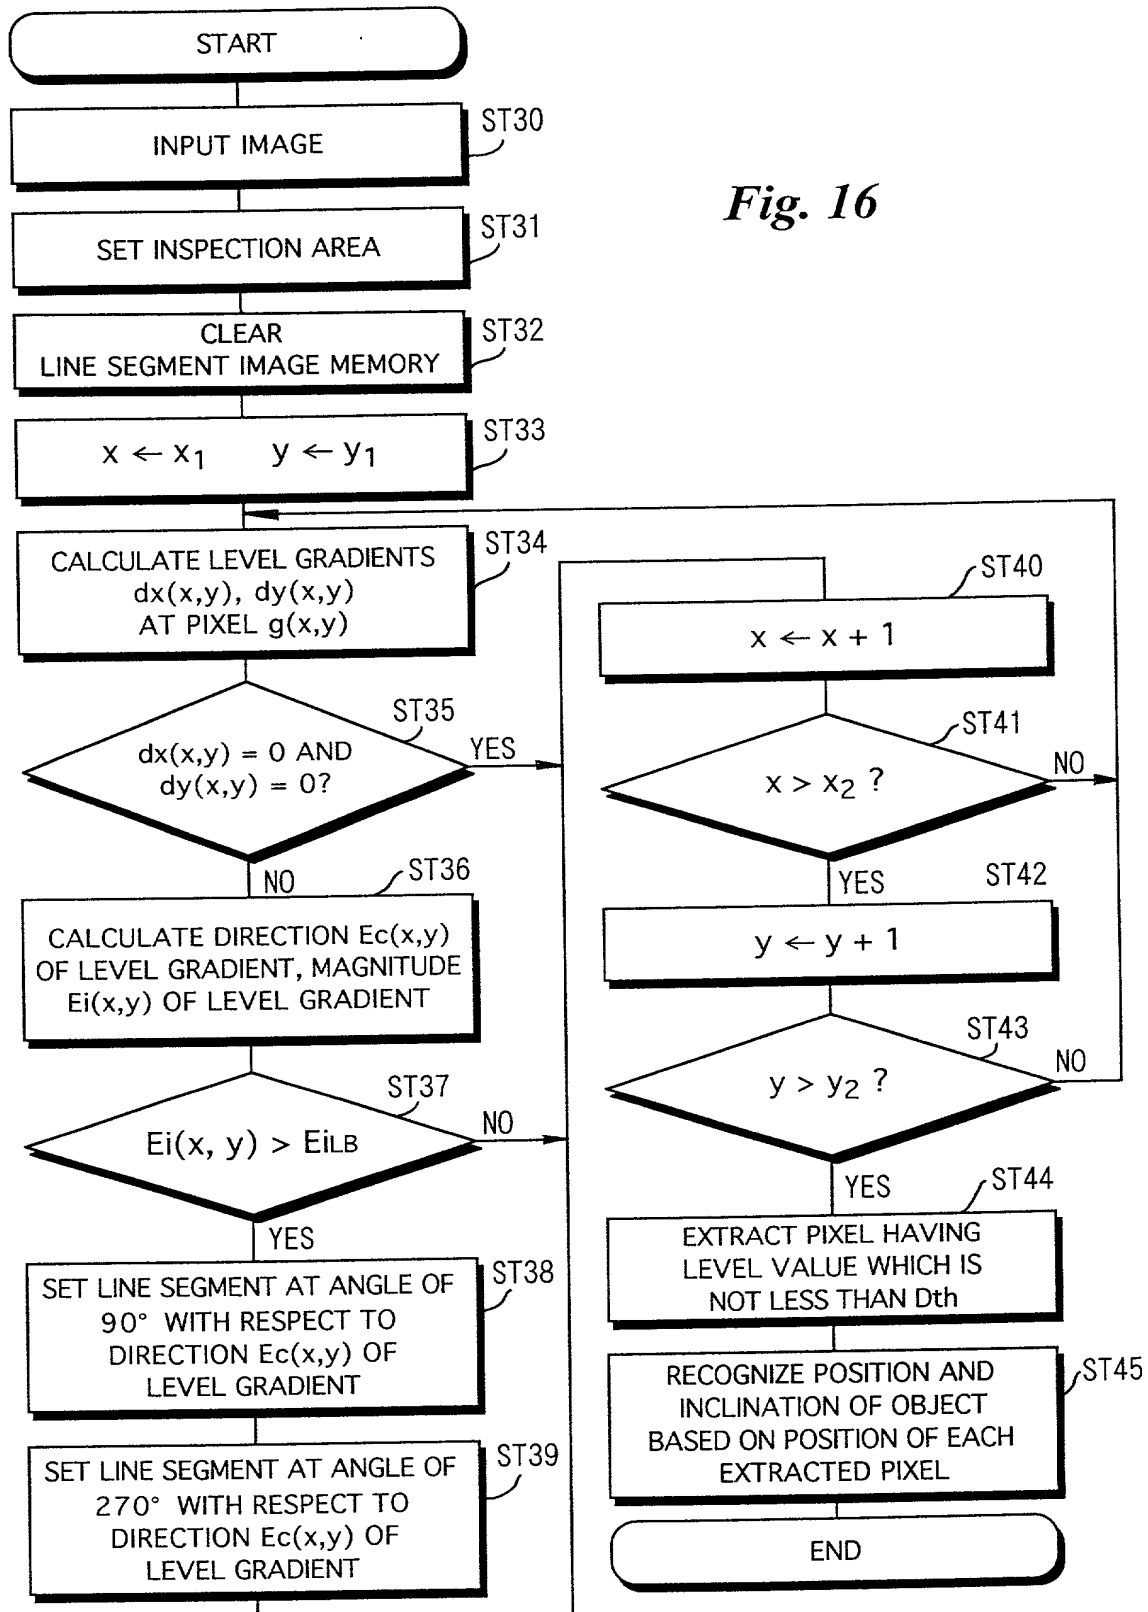 START
INPUT IMAGE
ST30
Fig. 16
SET INSPECTION AREA
ST31
CLEAR
LINE SEGMENT IMAGE MEMORY
ST32
x ← x₁ y ← y₁
ST33
CALCULATE LEVEL GRADIENTS
dx(x,y), dy(x,y)
AT PIXEL g(x,y)
ST34
dx(x,y) = 0 AND
dy(x,y) = 0?
ST35
YES
NO
ST36
CALCULATE DIRECTION Ec(x,y)
OF LEVEL GRADIENT, MAGNITUDE
Ei(x,y) OF LEVEL GRADIENT
Ei(x, y) > EiLB
ST37
NO
YES
SET LINE SEGMENT AT ANGLE OF
90° WITH RESPECT TO
DIRECTION Ec(x,y) OF
LEVEL GRADIENT
ST38
SET LINE SEGMENT AT ANGLE OF
270° WITH RESPECT TO
DIRECTION Ec(x,y) OF
LEVEL GRADIENT
ST39
ST40
x ← x + 1
ST41
x > x₂ ?
NO
YES
ST42
y ← y + 1
ST43
y > y₂ ?
NO
YES
ST44
EXTRACT PIXEL HAVING
LEVEL VALUE WHICH IS
NOT LESS THAN Dth
RECOGNIZE POSITION AND
INCLINATION OF OBJECT
BASED ON POSITION OF EACH
EXTRACTED PIXEL
ST45
END